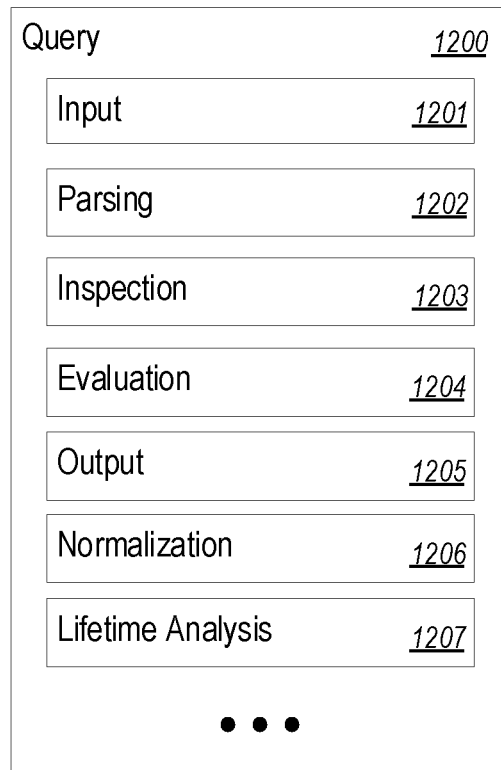 Query 1200
Input 1201
Parsing 1202
Inspection 1203
Evaluation 1204
Output 1205
Normalization 1206
Lifetime Analysis 1207